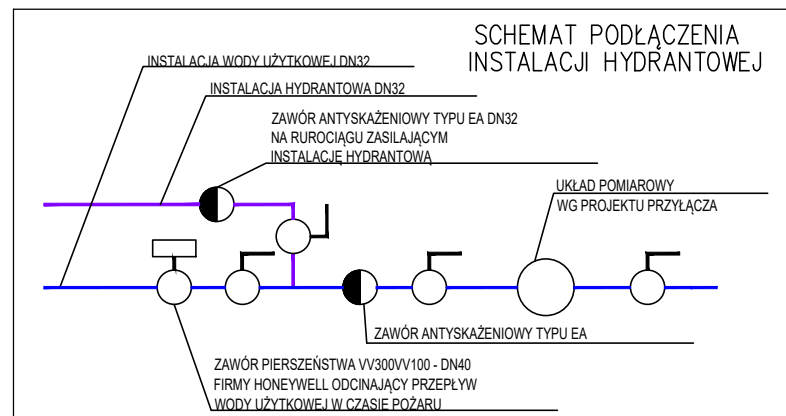 SCHEMAT PODŁĄCZENIA
INSTALACJI HYDRANTOWEJ
INSTALACJA WODY UŻYTKOWEJ DN32
INSTALACJA HYDRANTOWA DN32
ZAWÓR ANTYSKAŻENIOWY TYPU EA DN32
NA RUROCIĄGU ZASILAJĄCYM
INSTALACJĘ HYDRANTOWĄ
UKŁAD POMIAROWY
WG PROJEKTU PRZYŁĄCZA
ZAWÓR ANTYSKAŻENIOWY TYPU EA
ZAWÓR PIERSZEŃSTWA VV300VV100 - DN40
FIRMY HONEYWELL ODCINAJĄCY PRZEPŁYW
WODY UŻYTKOWEJ W CZASIE POŻARU